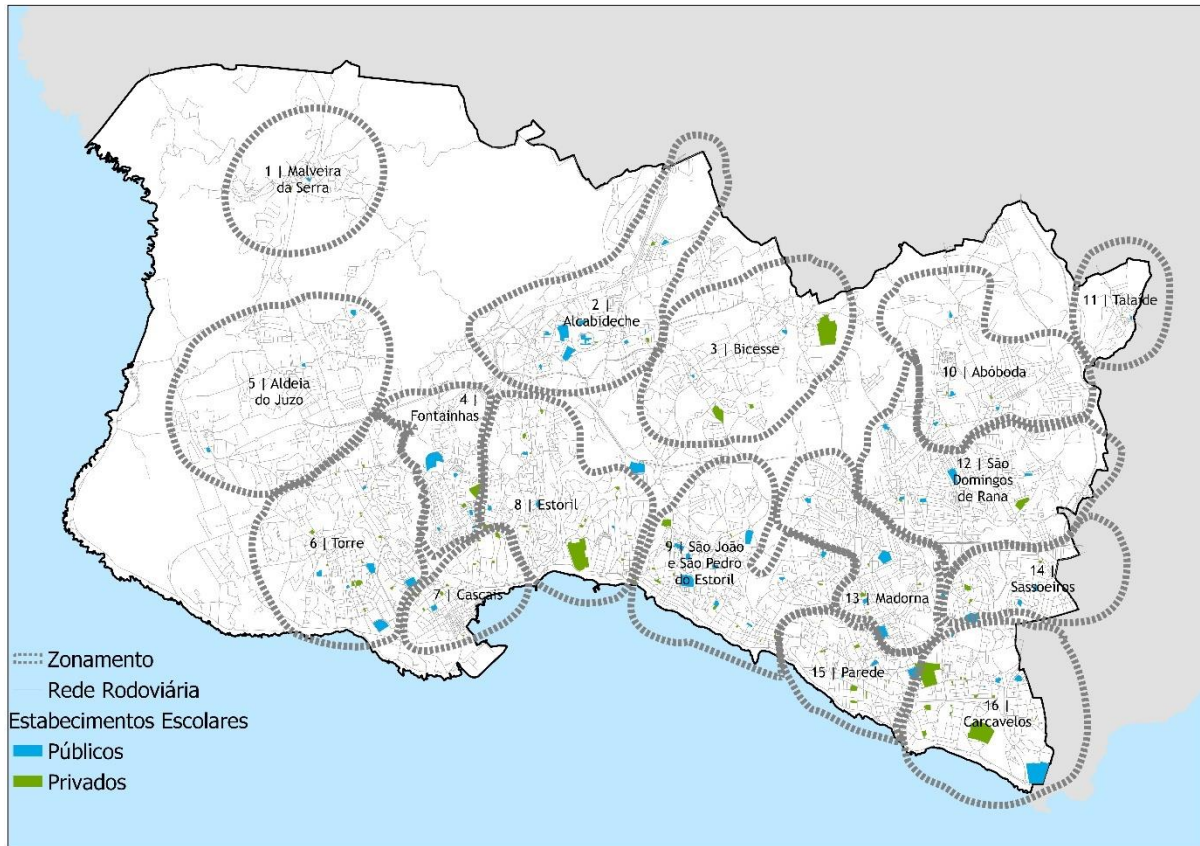 1 | Malveira
da Serra
2 |
Alcabideche
3 | Bicesse
4 |
Fontainhas
5 | Aldeia
do Juzo
6 | Torre
7 | Cascais
8 | Estoril
9 | São João
e São Pedro
do Estoril
10 | Abóboda
11 | Talaíde
12 | São
Domingos
de Rana
13 | Madorna
14 |
Sassoeiros
15 | Parede
16 |
Carcavelos
Zonamento
Rede Rodoviária
Estabecimentos Escolares
Públicos
Privados